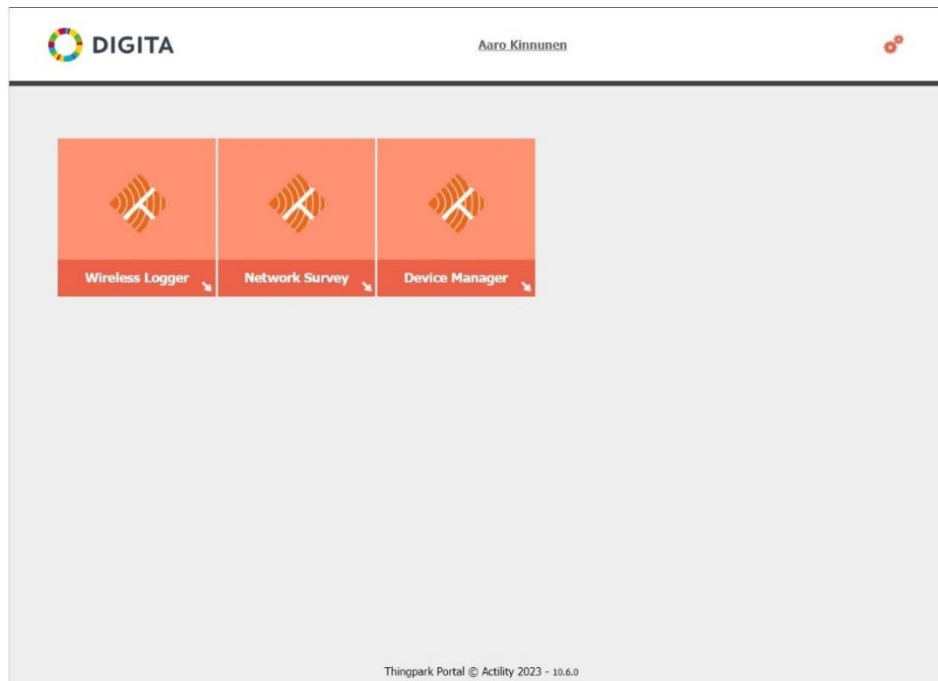 DIGITA
Aaro Kinnunen
Wireless Logger
Network Survey
Device Manager
Thingpark Portal © Actility 2023 - 10.6.0